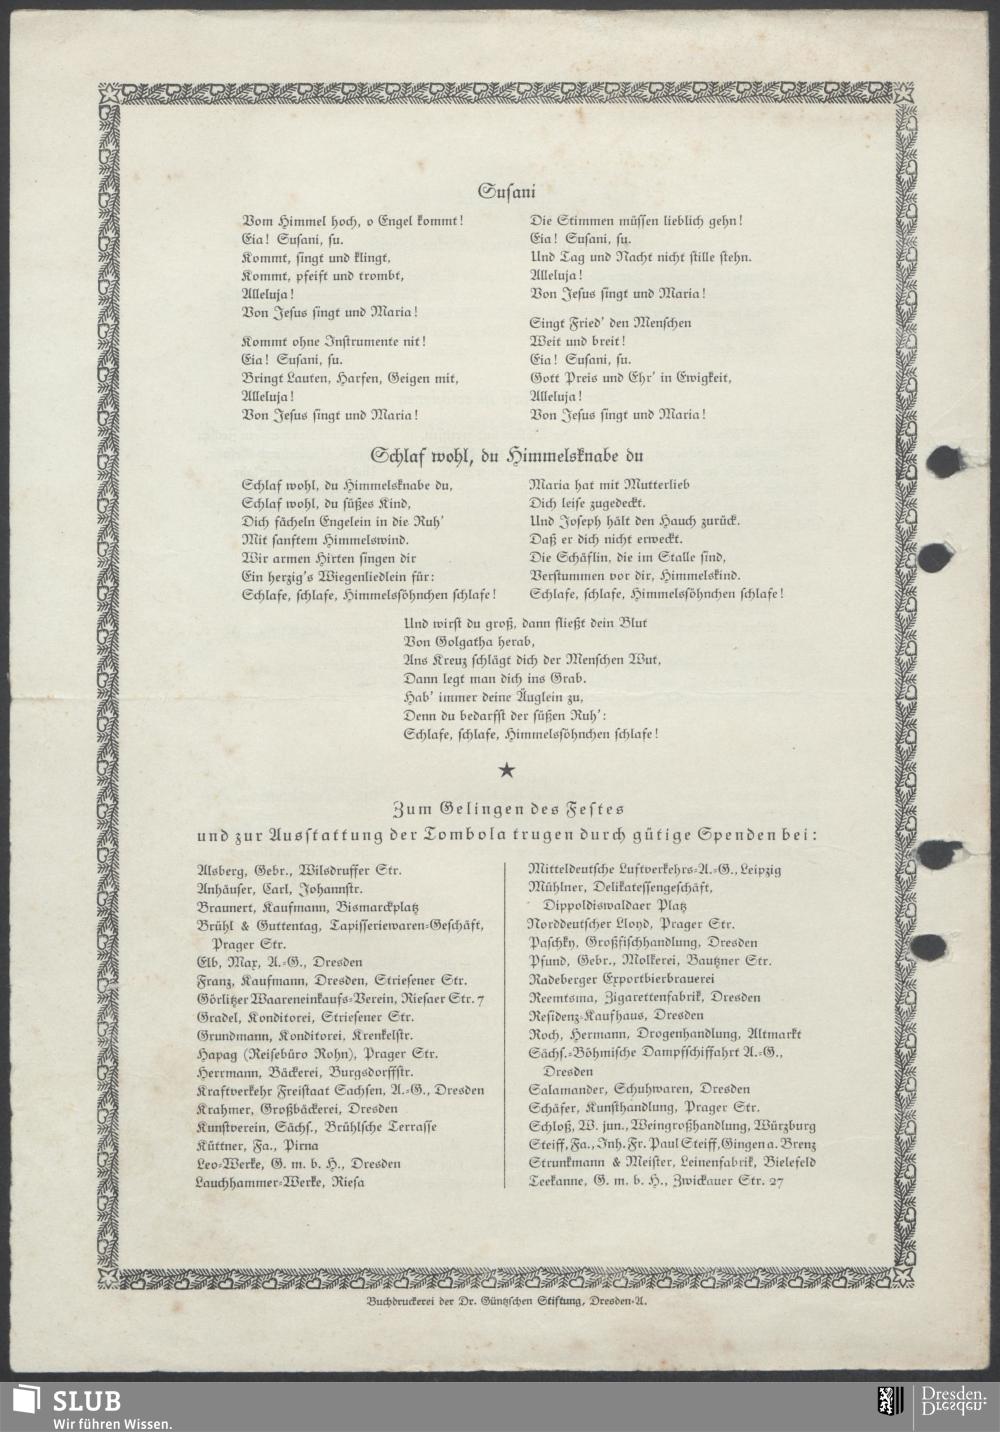 Susani
Vom Himmel hoch, o Engel kommt!
Eia! Susani, su.
Kommt, singt und klingt,
Kommt, pfeift und trombt,
Alleluja!
Von Jesus singt und Maria!
Kommt ohne Instrumente nit!
Eia! Susani, su.
Bringt Lauten, Harfen, Geigen mit,
Alleluja!
Von Jesus singt und Maria!
Die Stimmen müssen lieblich gehn!
Eia! Susani, su.
Und Tag und Nacht nicht stille stehn.
Alleluja!
Von Jesus singt und Maria!
Singt Fried' den Menschen
Weit und breit!
Eia! Susani, su.
Gott Preis und Ehr' in Ewigkeit,
Alleluja!
Von Jesus singt und Maria!
Schlaf wohl, du Himmelsknabe du
Schlaf wohl, du Himmelsknabe du,
Schlaf wohl, du süßes Kind,
Dich fächeln Engelein in die Ruh'
Mit sanftem Himmelswind.
Wir armen Hirten singen dir
Ein herzig's Wiegenliedlein für:
Schlafe, schlafe, Himmelssöhnchen schlafe!
Maria hat mit Mutterlieb
Dich leise zugedeckt.
Und Joseph hält den Hauch zurück.
Daß er dich nicht erweckt.
Die Schäflin, die im Stalle sind,
Verstummen vor dir, Himmelskind.
Schlafe, schlafe, Himmelssöhnchen schlafe!
Und wirst du groß, dann fließt dein Blut
Von Golgatha herab,
Ans Kreuz schlägt dich der Menschen Wut,
Dann legt man dich ins Grab.
Hab' immer deine Äuglein zu,
Denn du bedarfst der süßen Ruh':
Schlafe, schlafe, Himmelssöhnchen schlafe!
★
Zum Gelingen des Festes
und zur Ausstattung der Tombola trugen durch gütige Spenden bei:
Alsberg, Gebr., Wilsdruffer Str.
Anhäuser, Carl, Johannstr.
Braunert, Kaufmann, Bismarckplatz
Brühl & Guttentag, Tapisseriewaren-Geschäft,
Prager Str.
Elb, Max, A.-G., Dresden
Franz, Kaufmann, Dresden, Striesener Str.
Görlitzer Waareneinkaufs-Verein, Riesaer Str. 7
Gradel, Konditorei, Striesener Str.
Grundmann, Konditorei, Krenkelstr.
Hapag (Reisebüro Rohn), Prager Str.
Herrmann, Bäckerei, Burgsdorffstr.
Kraftverkehr Freistaat Sachsen, A.-G., Dresden
Krahmer, Großbäckerei, Dresden
Kunstverein, Sächs., Brühlsche Terrasse
Küttner, Fa., Pirna
Leo-Werke, G. m. b. H., Dresden
Lauchhammer-Werke, Riesa
Mitteldeutsche Luftverkehrs-A.-G., Leipzig
Mühlner, Delikatessengeschäft,
Dippoldiswaldaer Platz
Norddeutscher Lloyd, Prager Str.
Paschky, Großfischhandlung, Dresden
Pfund, Gebr., Molkerei, Bautzner Str.
Radeberger Exportbierbrauerei
Reemtsma, Zigarettenfabrik, Dresden
Residenz-Kaufhaus, Dresden
Roch, Hermann, Drogenhandlung, Altmarkt
Sächs.-Böhmische Dampfschiffahrt A.-G.,
Dresden
Salamander, Schuhwaren, Dresden
Schäfer, Kunsthandlung, Prager Str.
Schloß, W. jun., Weingroßhandlung, Würzburg
Steiff, Fa., Inh. Fr. Paul Steiff, Gingen a. Brenz
Strunkmann & Meister, Leinenfabrik, Bielefeld
Teekanne, G. m. b. H., Zwickauer Str. 27
Buchdruckerei der Dr. Güntzschen Stiftung, Dresden-A.
SLUB
Wir führen Wissen.
Dresden.
Dresden.